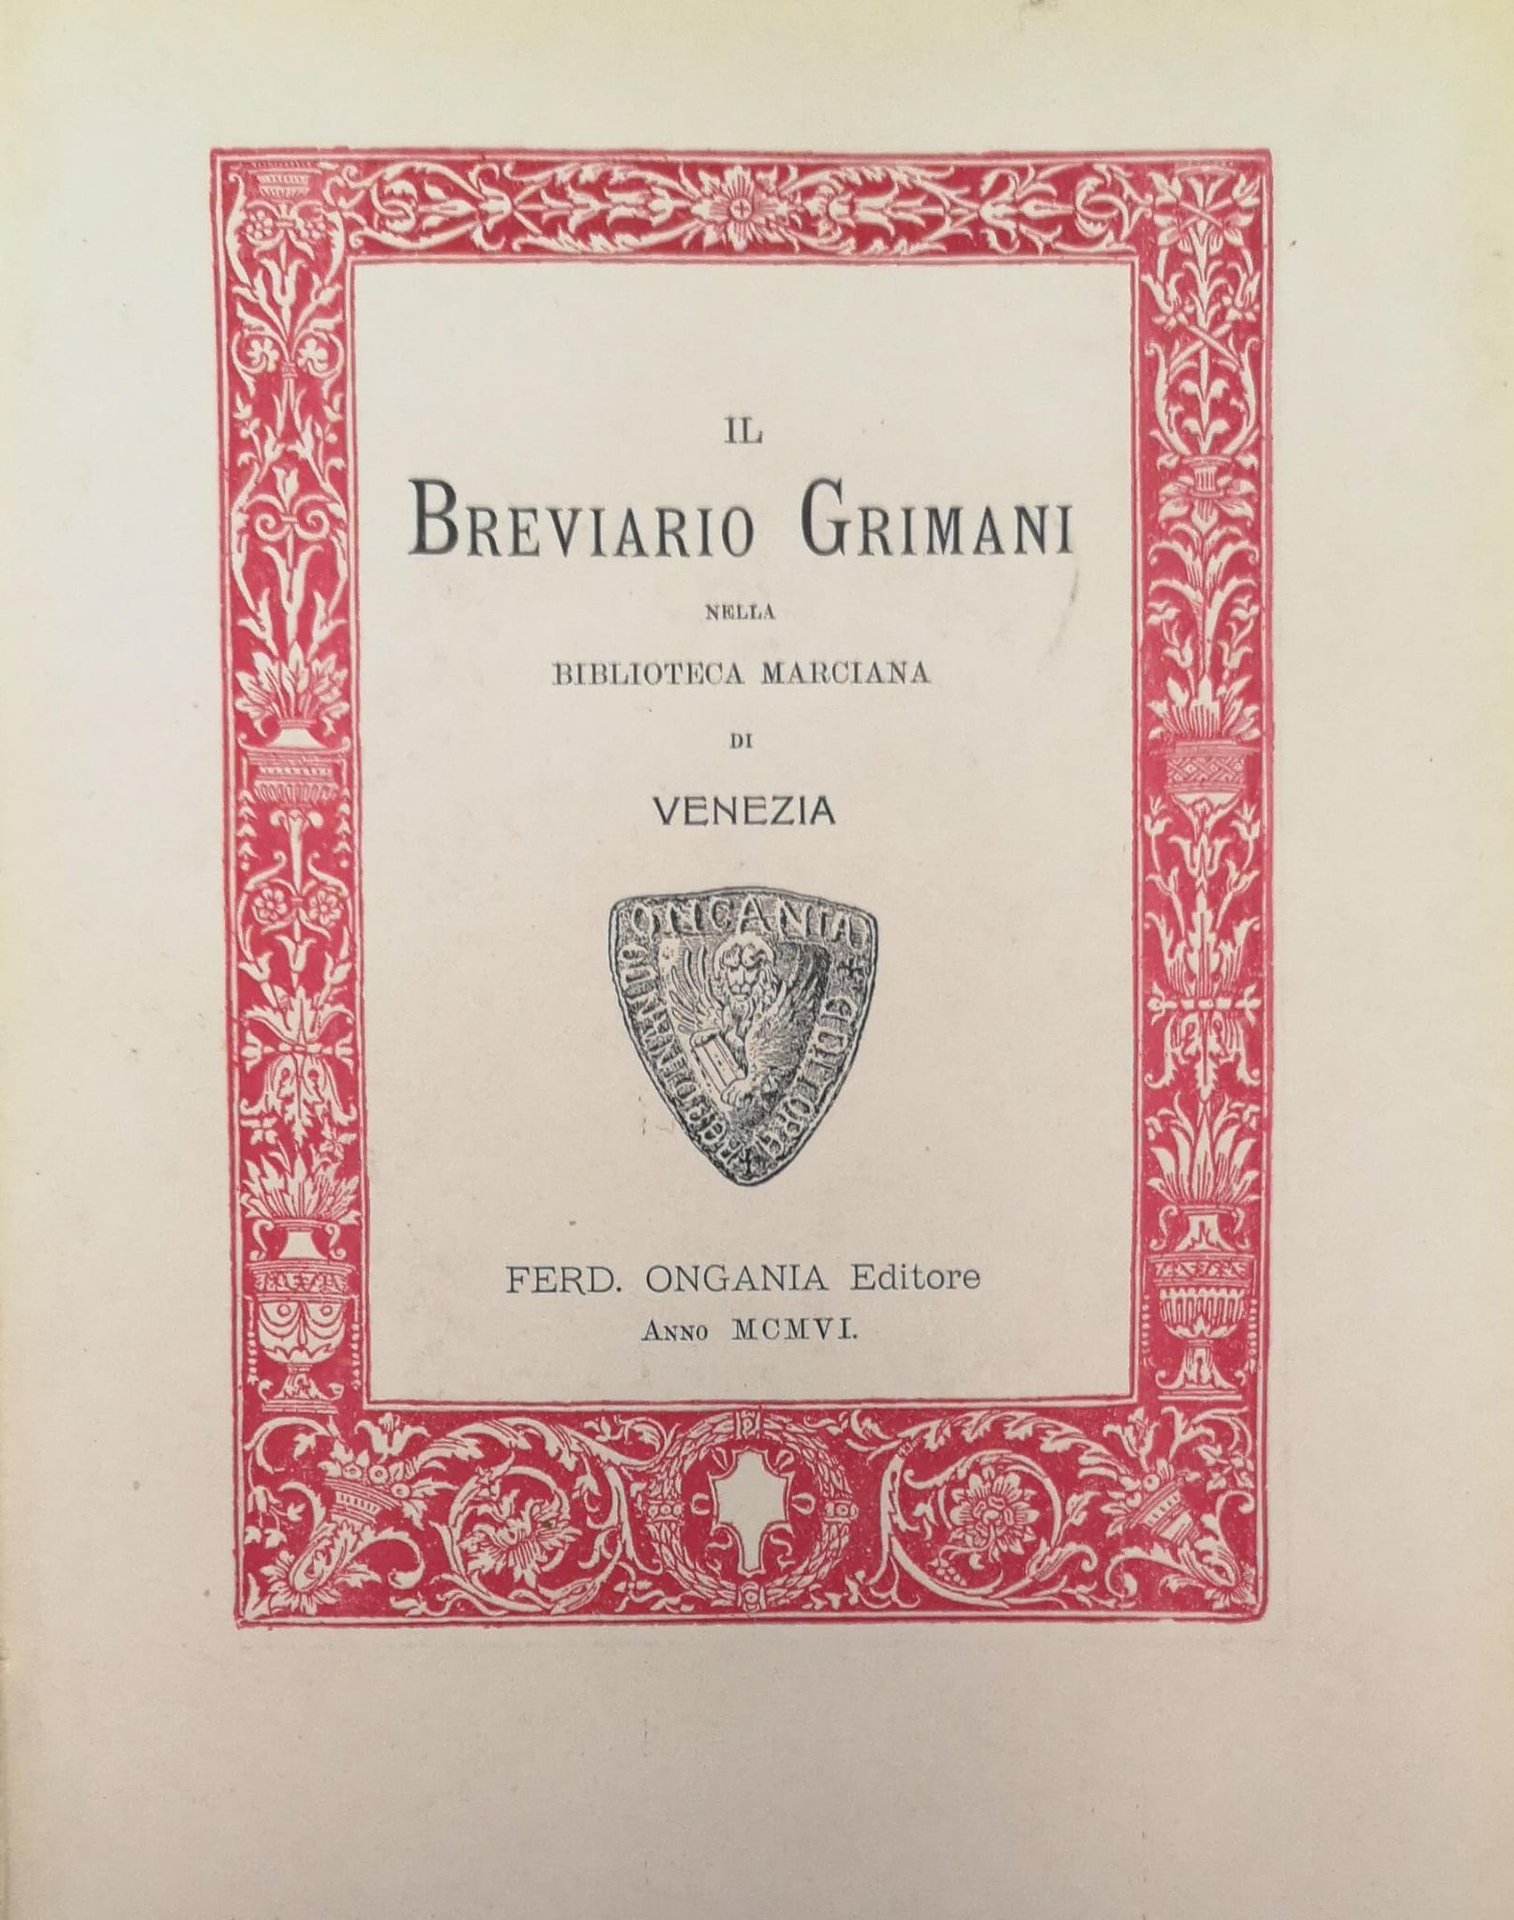 IL
BREVIARIO GRIMANI
NELLA
BIBLIOTECA MARCIANA
DI
VENEZIA
ONGANIA
FERD. ONGANIA Editore
ANNO MCMVI.